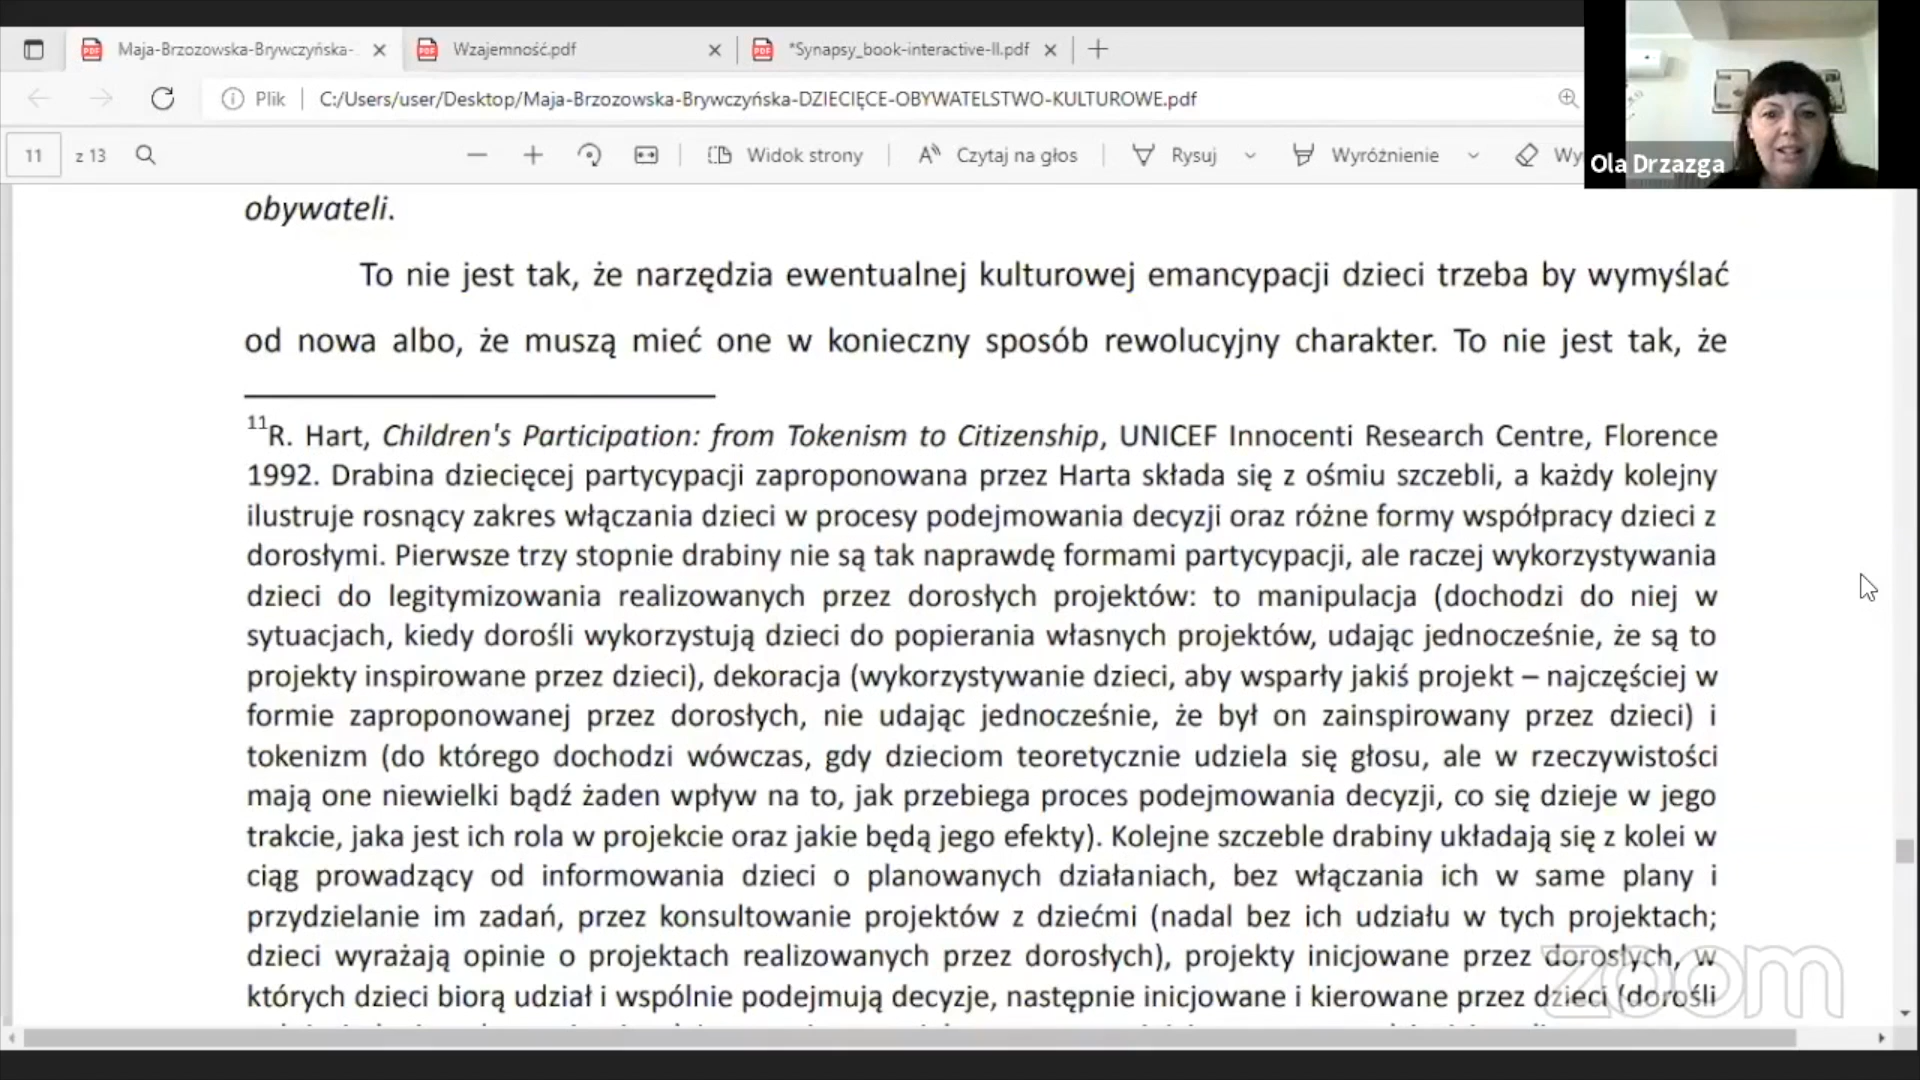 Maja-Brzozowska-Brywczyńska-
Wzajemność.pdf
*Synapsy_book-interactive-II.pdf
Plik
C:/Users/user/Desktop/Maja-Brzozowska-Brywczyńska-DZIECIĘCE-OBYWATELSTWO-KULTUROWE.pdf
11 z 13
Widok strony
Czytaj na głos
Rysuj
Wyróżnienie
Wy
Ola Drzazga
obywateli.
To nie jest tak, że narzędzia ewentualnej kulturowej emancypacji dzieci trzeba by wymyślać
od nowa albo, że muszą mieć one w konieczny sposób rewolucyjny charakter. To nie jest tak, że
11R. Hart, Children's Participation: from Tokenism to Citizenship, UNICEF Innocenti Research Centre, Florence
1992. Drabina dziecięcej partycypacji zaproponowana przez Harta składa się z ośmiu szczebli, a każdy kolejny
ilustruje rosnący zakres włączania dzieci w procesy podejmowania decyzji oraz różne formy współpracy dzieci z
dorosłymi. Pierwsze trzy stopnie drabiny nie są tak naprawdę formami partycypacji, ale raczej wykorzystywania
dzieci do legitymizowania realizowanych przez dorosłych projektów: to manipulacja (dochodzi do niej w
sytuacjach, kiedy dorośli wykorzystują dzieci do popierania własnych projektów, udając jednocześnie, że są to
projekty inspirowane przez dzieci), dekoracja (wykorzystywanie dzieci, aby wsparły jakiś projekt – najczęściej w
formie zaproponowanej przez dorosłych, nie udając jednocześnie, że był on zainspirowany przez dzieci) i
tokenizm (do którego dochodzi wówczas, gdy dzieciom teoretycznie udziela się głosu, ale w rzeczywistości
mają one niewielki bądź żaden wpływ na to, jak przebiega proces podejmowania decyzji, co się dzieje w jego
trakcie, jaka jest ich rola w projekcie oraz jakie będą jego efekty). Kolejne szczeble drabiny układają się z kolei w
ciąg prowadzący od informowania dzieci o planowanych działaniach, bez włączania ich w same plany i
przydzielanie im zadań, przez konsultowanie projektów z dziećmi (nadal bez ich udziału w tych projektach;
dzieci wyrażają opinie o projektach realizowanych przez dorosłych), projekty inicjowane przez dorosłych, w
których dzieci biorą udział i wspólnie podejmują decyzje, następnie inicjowane i kierowane przez dzieci (dorośli
zoom